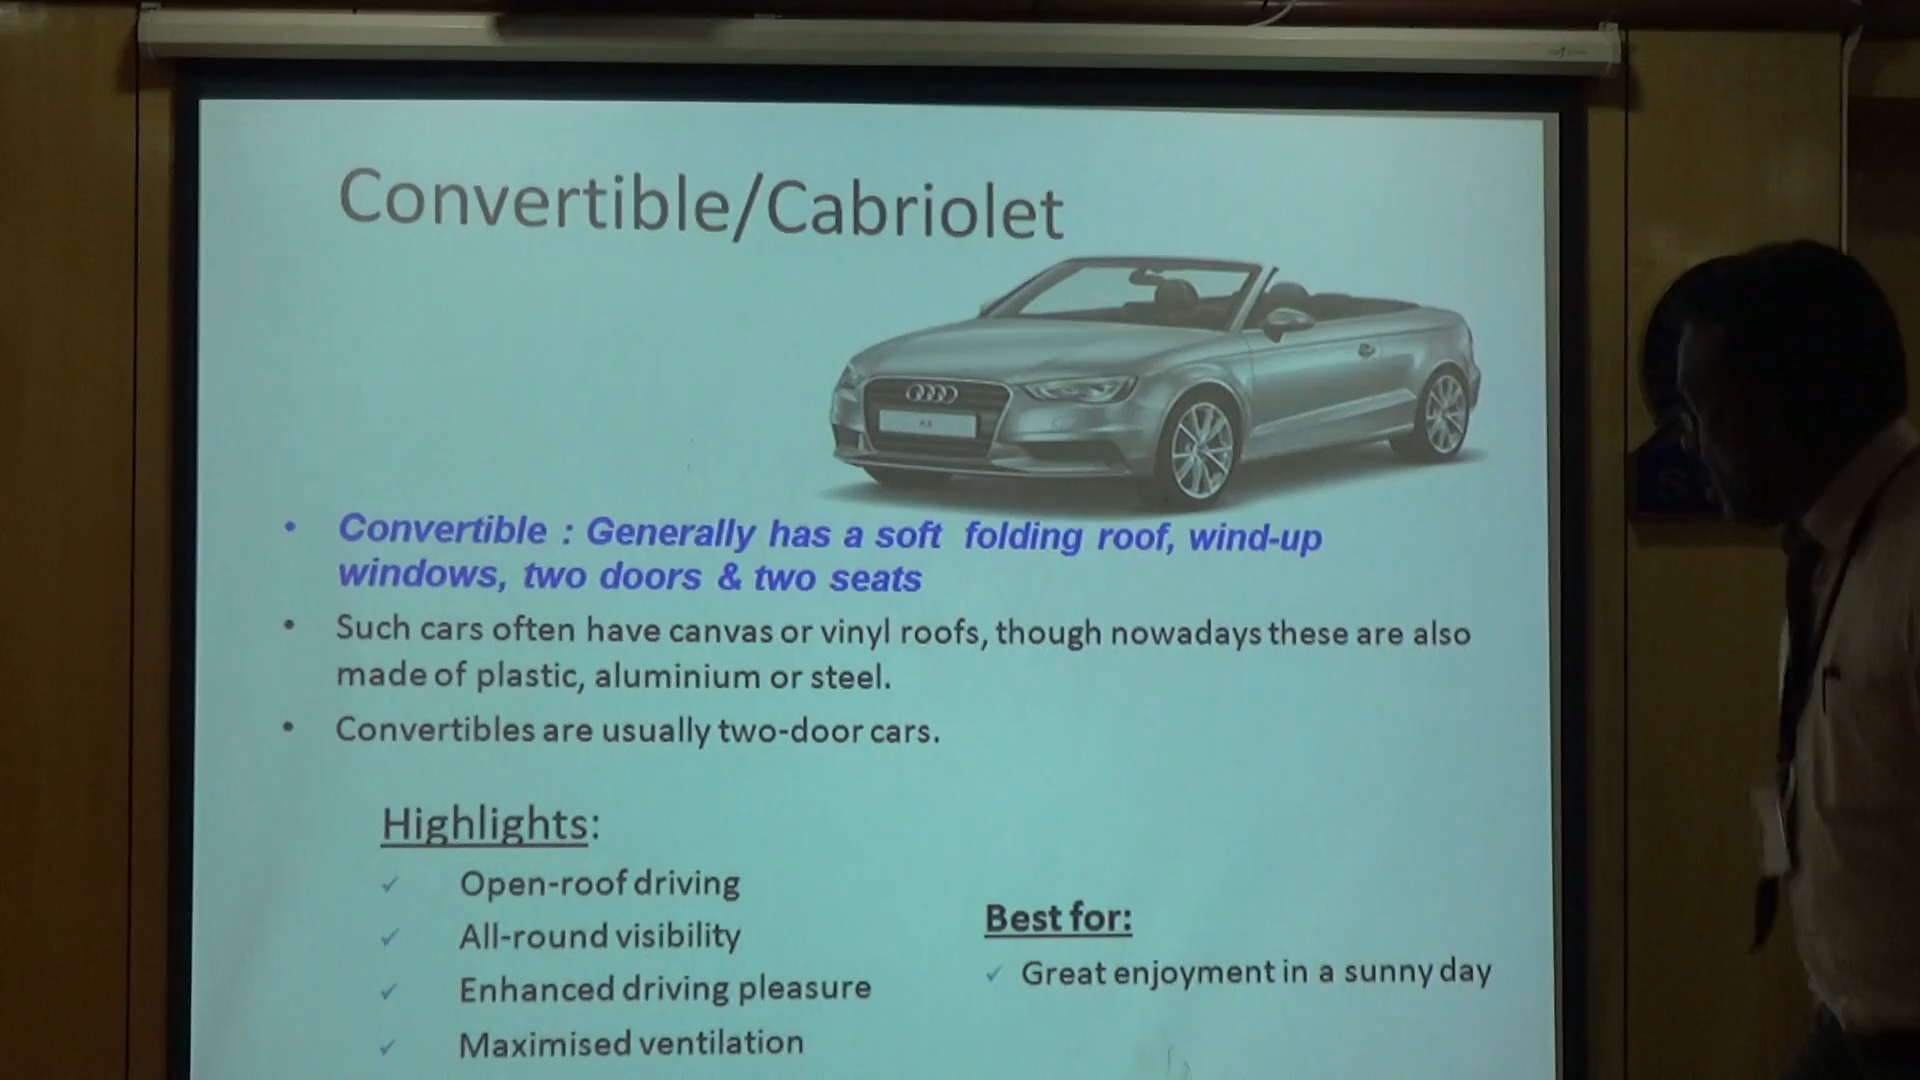 Convertible/Cabriolet
• Convertible : Generally has a soft folding roof, wind-up
windows, two doors & two seats
• Such cars often have canvas or vinyl roofs, though nowadays these are also
made of plastic, aluminium or steel.
• Convertibles are usually two-door cars.
Highlights:
✓ Open-roof driving
✓ All-round visibility
✓ Enhanced driving pleasure
✓ Maximised ventilation
Best for:
✓ Great enjoyment in a sunny day